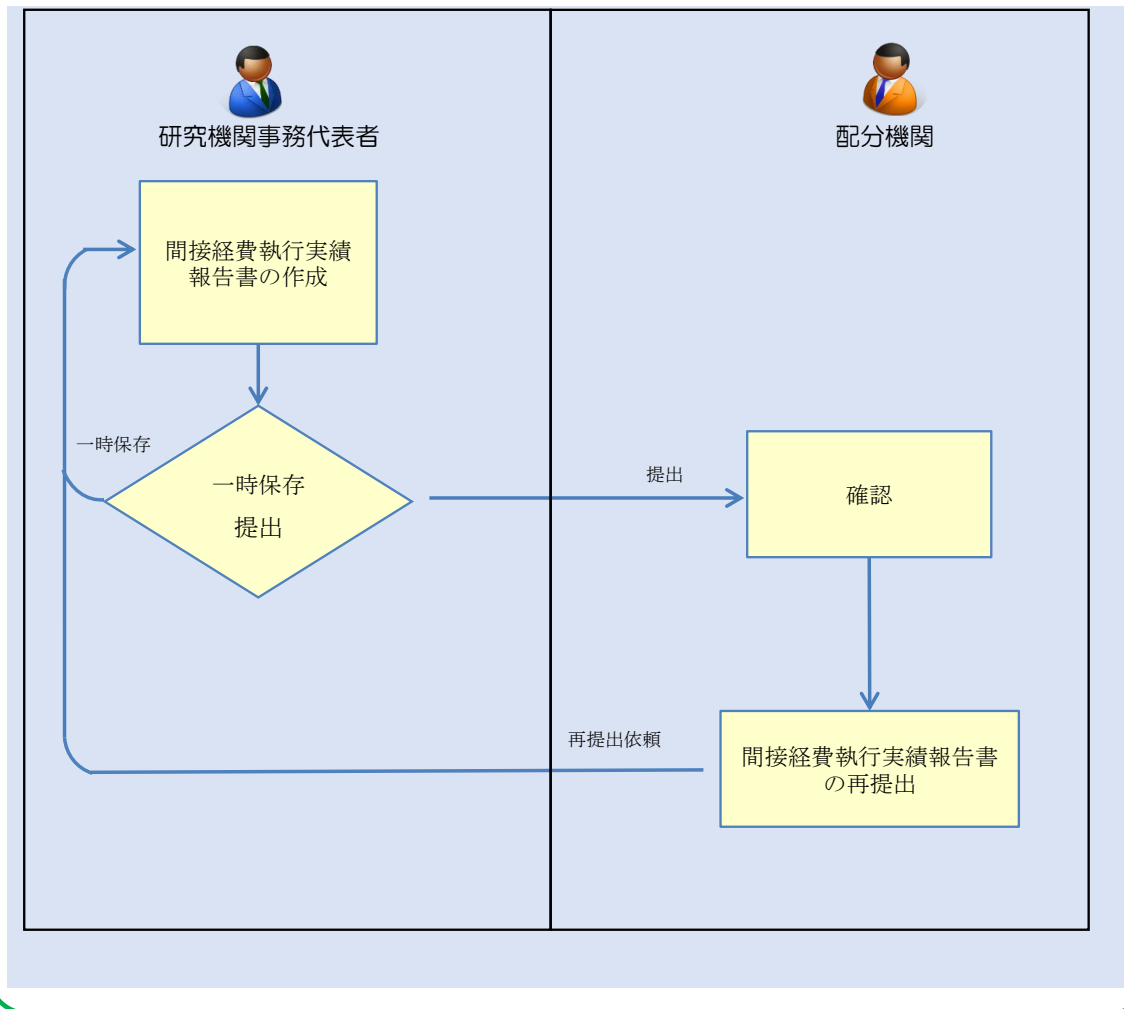 研究機関事務代表者
配分機関
間接経費執行実績
報告書の作成
一時保存
一時保存
提出
提出
確認
再提出依頼
間接経費執行実績報告書
の再提出